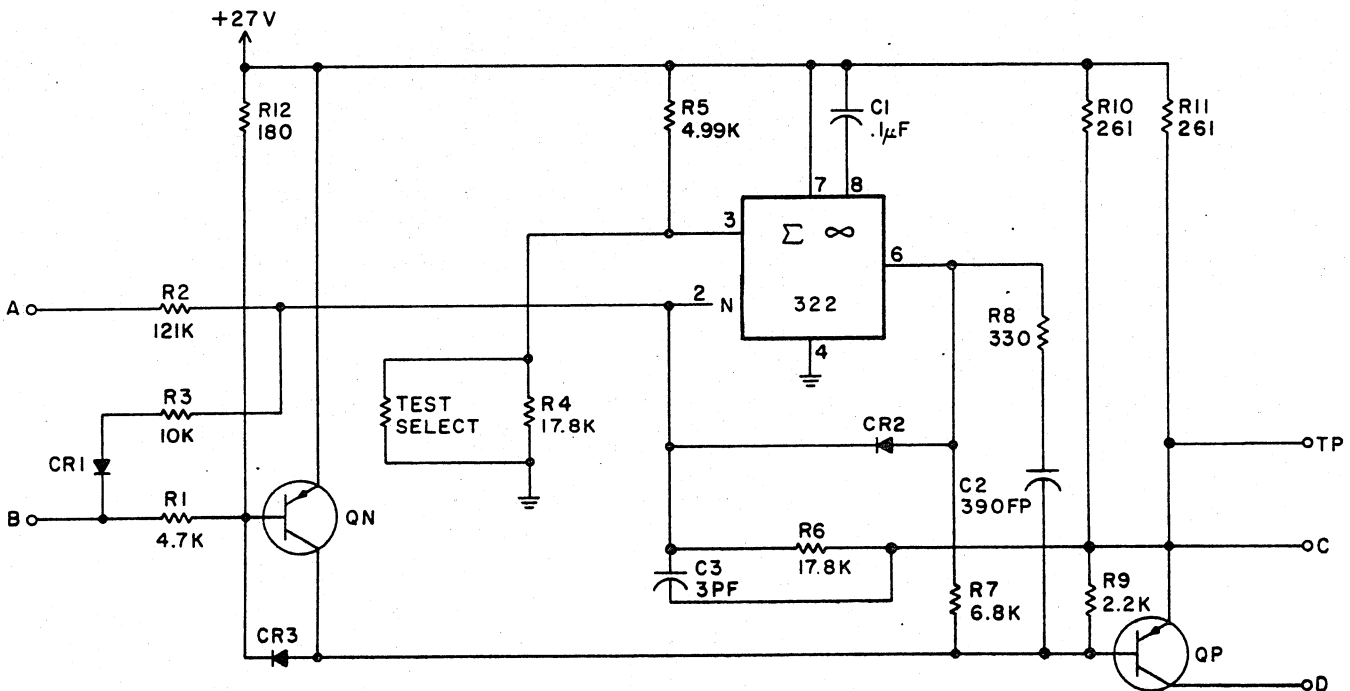 +27V
R12
180
R5
4.99K
C1
.1μF
R10
261
R11
261
7 8
3
Σ ∞
6
2
N
322
4
A
R2
121K
R8
330
R3
10K
TEST
SELECT
R4
17.8K
CR2
TP
CR1
B
R1
4.7K
QN
C2
390FP
R6
17.8K
C
C3
3PF
R7
6.8K
R9
2.2K
CR3
QP
D